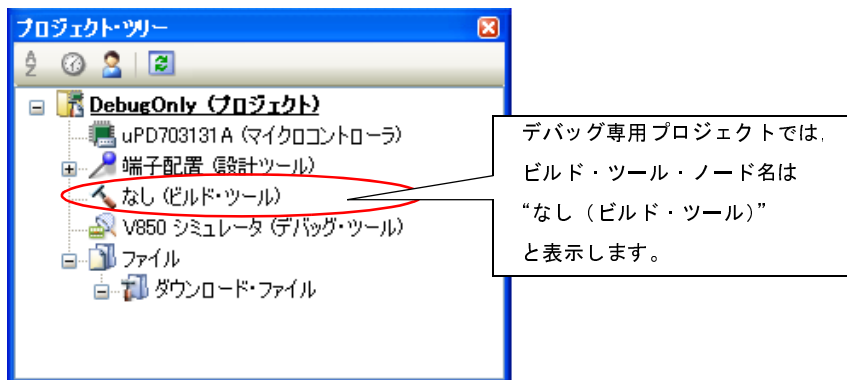 プロジェクト・ツリー
DebugOnly (プロジェクト)
uPD703131A (マイクロコントローラ)
端子配置 (設計ツール)
なし (ビルド・ツール)
V850 シミュレータ (デバッグ・ツール)
ファイル
ダウンロード・ファイル
デバッグ専用プロジェクトでは,
ビルド・ツール・ノード名は
“なし（ビルド・ツール）”
と表示します。